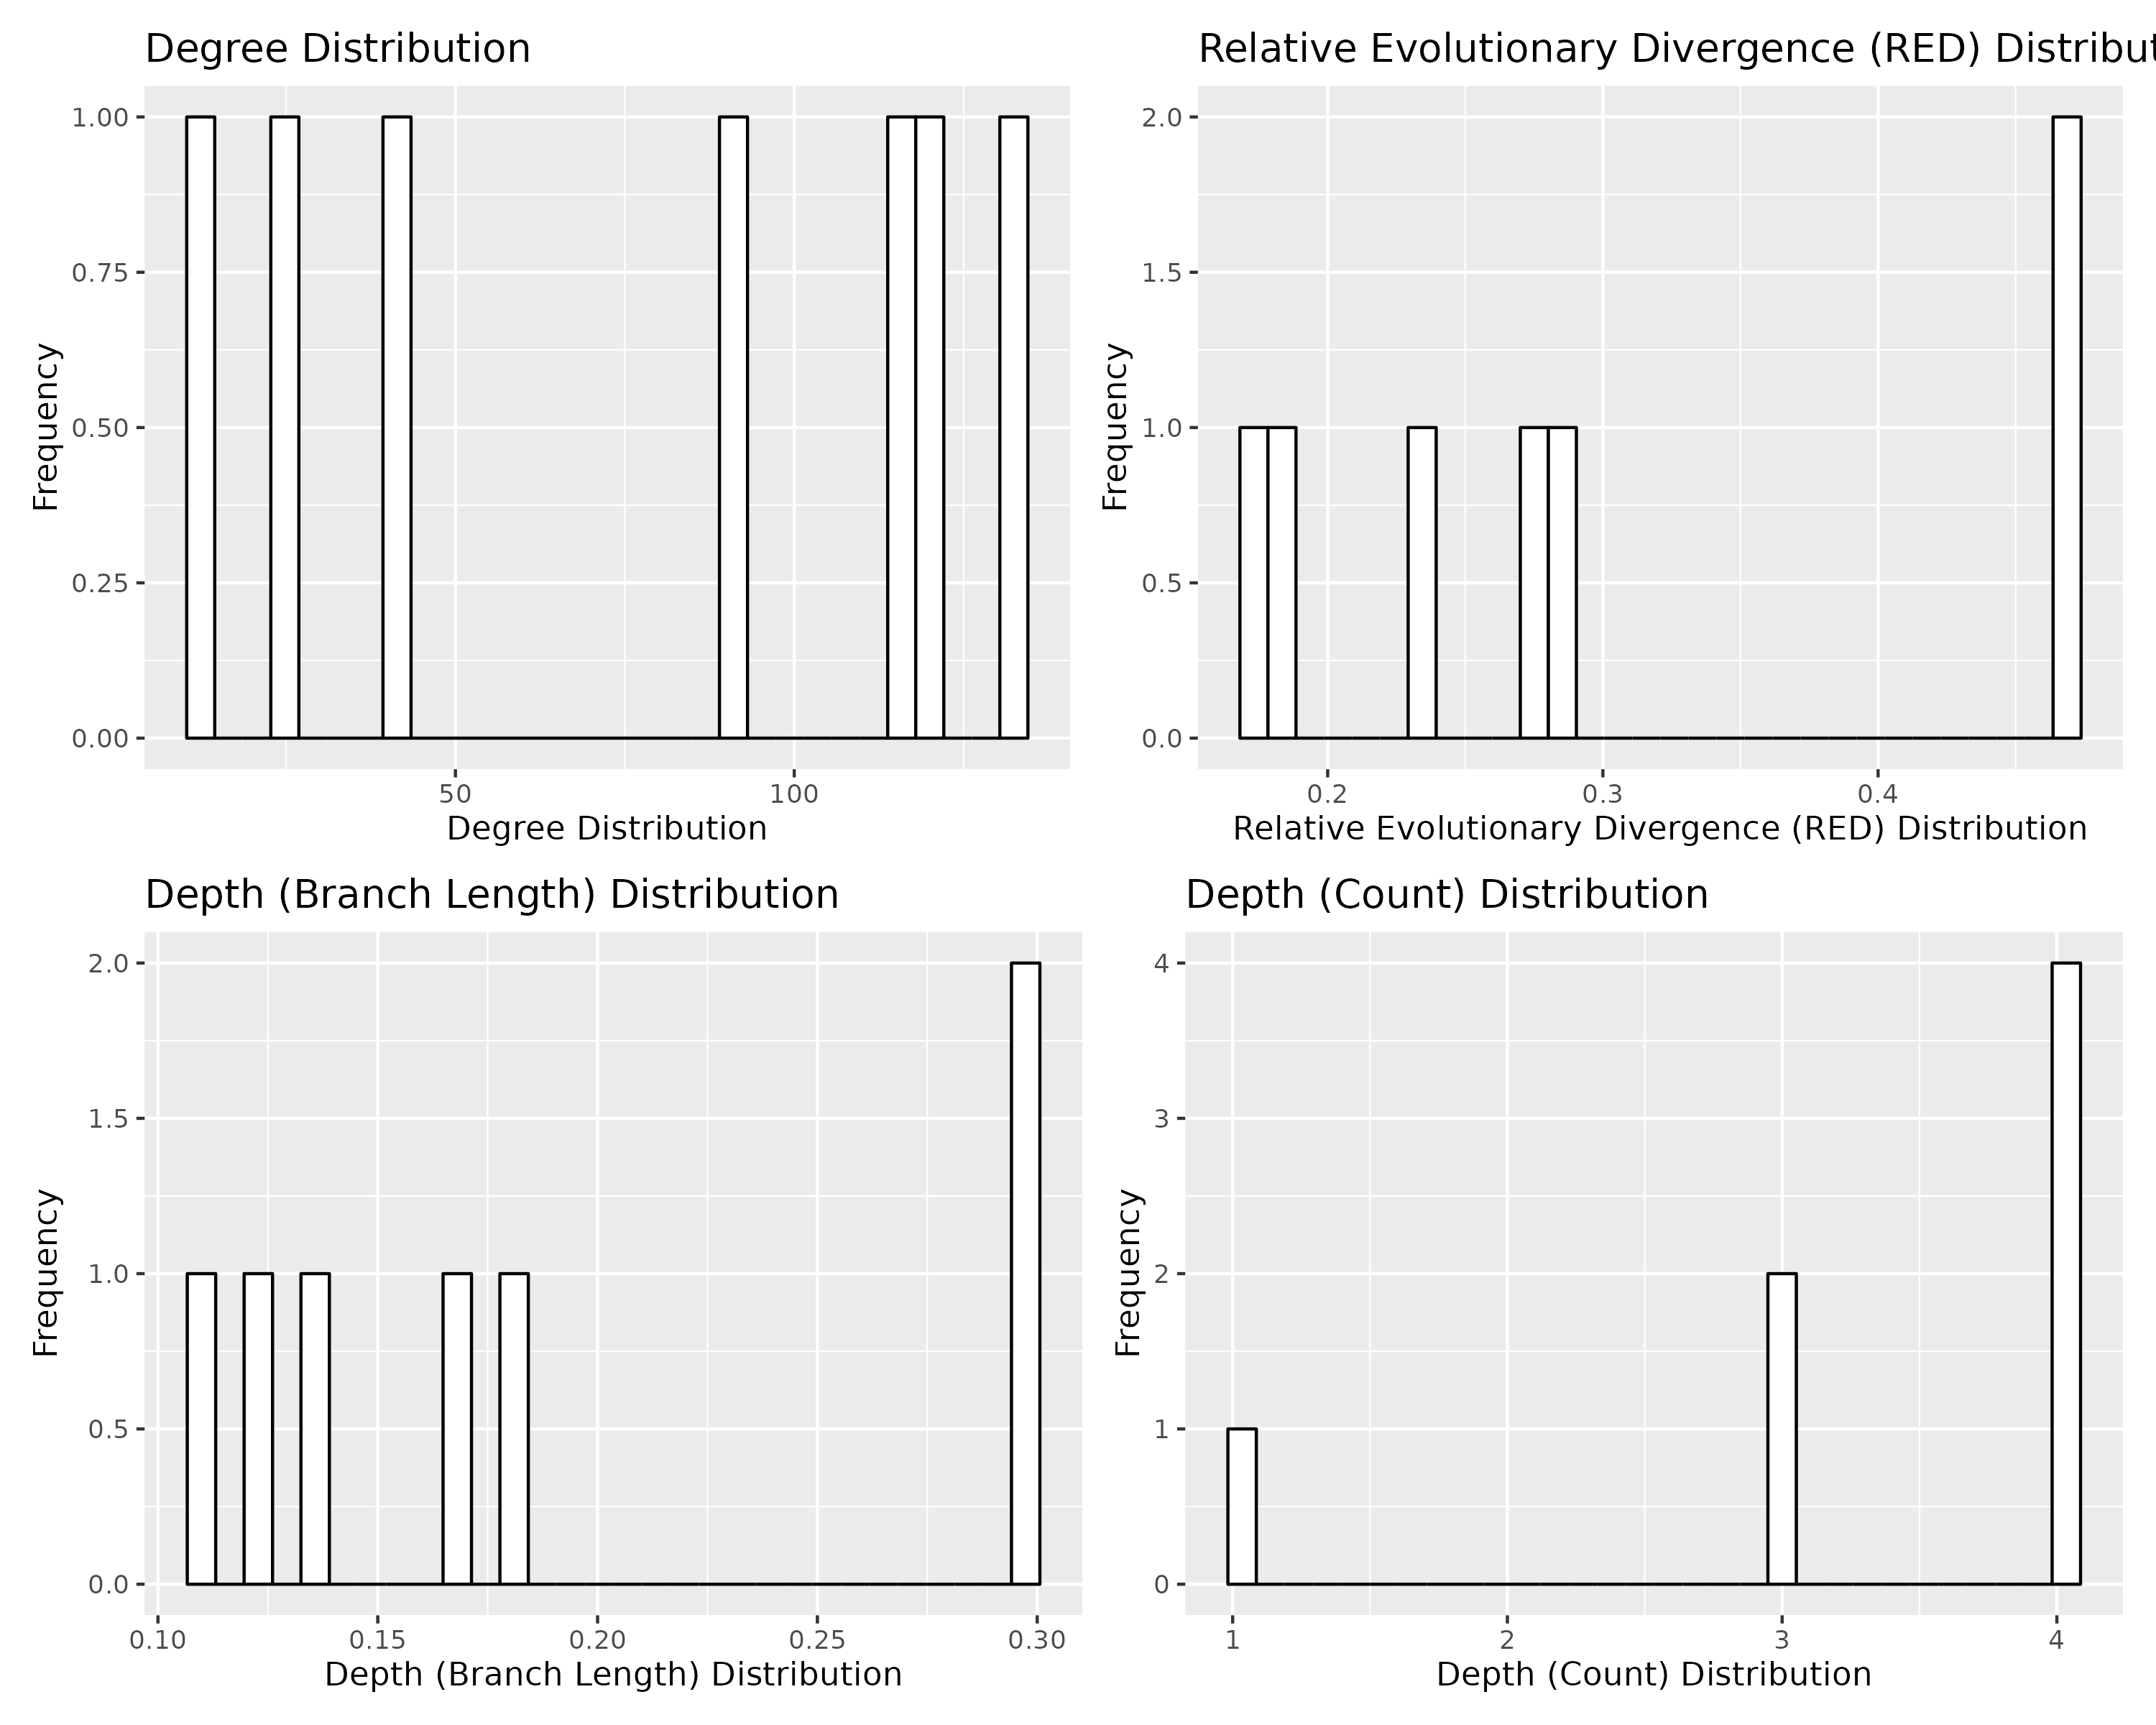 Degree Distribution
1.00
0.75
0.50
0.25
0.00
Frequency
50 100
Degree Distribution
Relative Evolutionary Divergence (RED) Distribut
2.0
1.5
1.0
0.5
0.0
Frequency
0.2 0.3 0.4
Relative Evolutionary Divergence (RED) Distribution
Depth (Branch Length) Distribution
2.0
1.5
1.0
0.5
0.0
Frequency
0.10 0.15 0.20 0.25 0.30
Depth (Branch Length) Distribution
Depth (Count) Distribution
4
3
2
1
0
Frequency
1 2 3 4
Depth (Count) Distribution